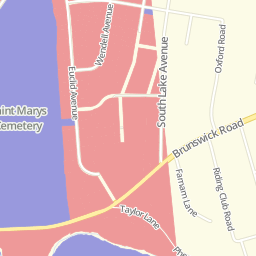 Wendell Avenue
Oxford Road
Euclid Avenue
South Lake Avenue
int Marys
Cemetery
Brunswick Road
Farnam Lane
Riding Club Road
Taylor Lane